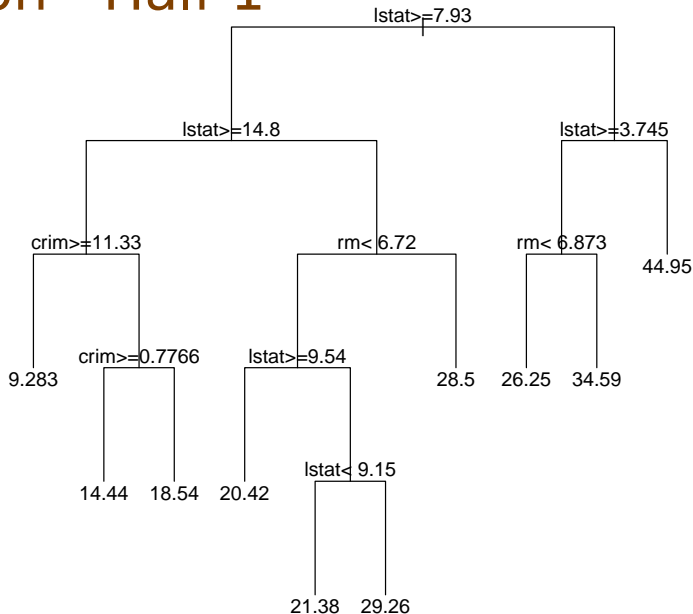 Half 1
lstat>=7.93
lstat>=14.8 lstat>=3.745
crim>=11.33 rm< 6.72 rm< 6.873
44.95
crim>=0.7766 lstat>=9.54
9.283 28.5 26.25 34.59
lstat< 9.15
14.44 18.54 20.42
21.38 29.26